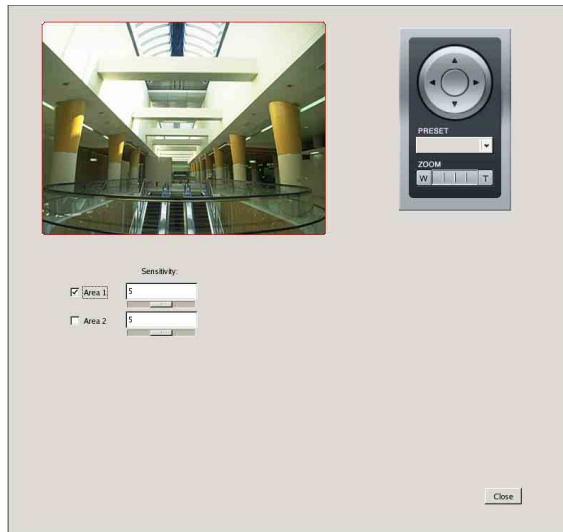 PRESET
ZOOM
W T
Sensitivity:
Area 1 5
Area 2 5
Close